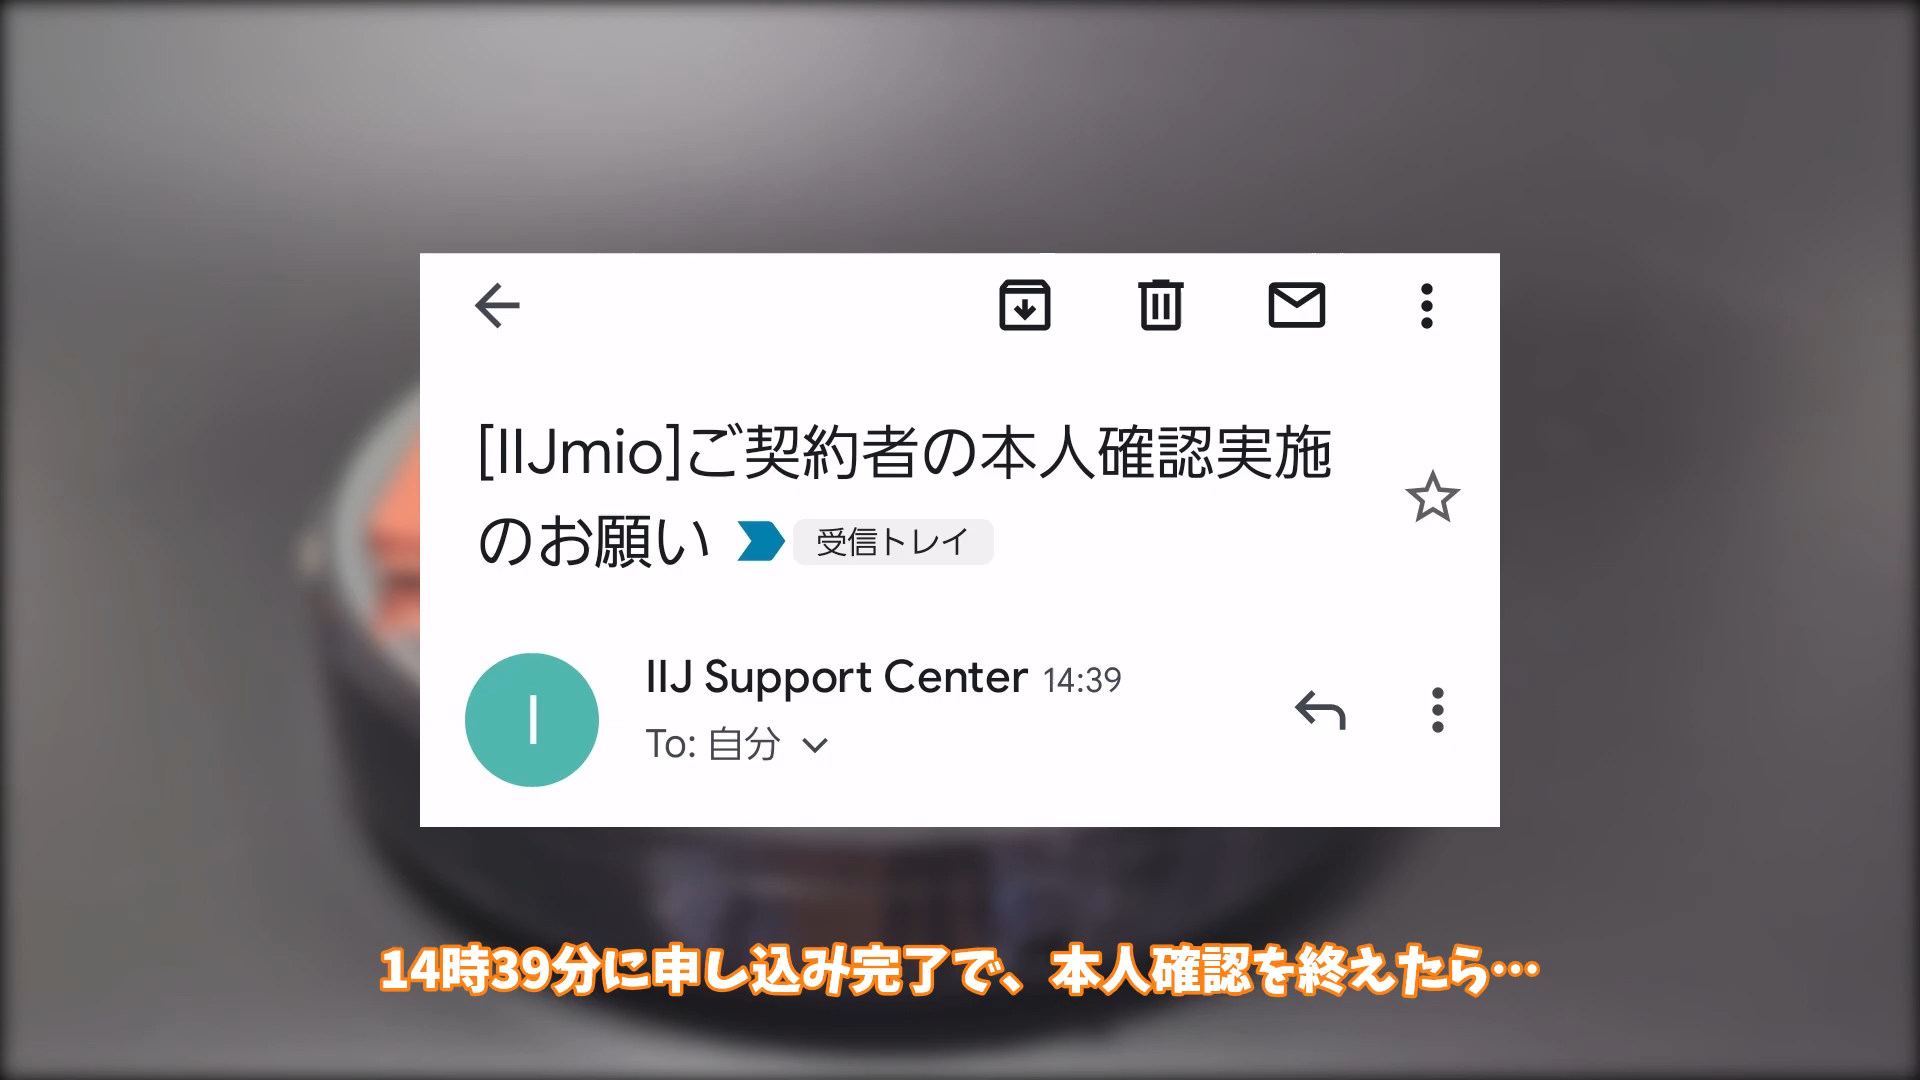 [IIJmio]ご契約者の本人確認実施
のお願い 受信トレイ
I
IIJ Support Center 14:39
To: 自分
14時39分に申し込み完了で、本人確認を終えたら…